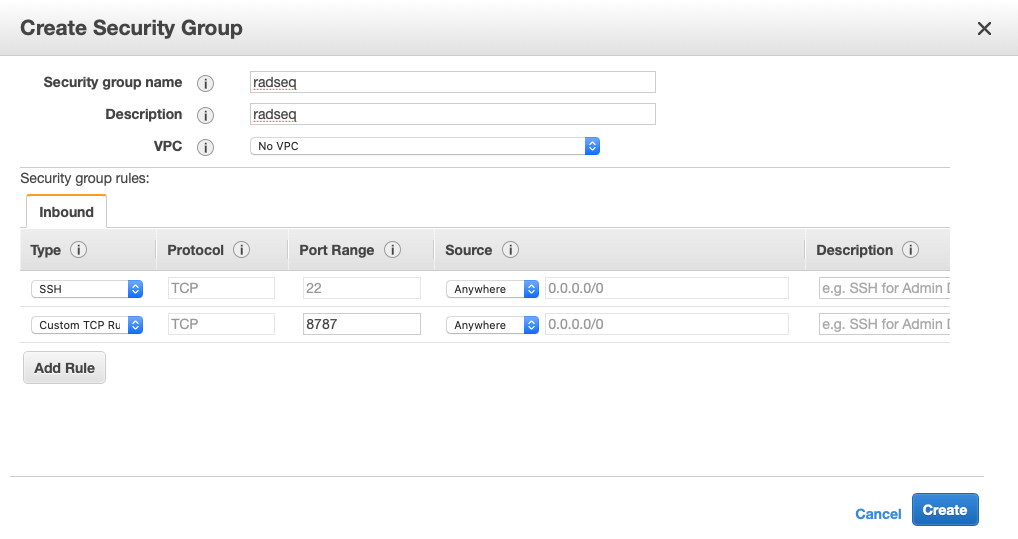 Create Security Group
Security group name radseq
Description radseq
VPC No VPC
Security group rules:
Inbound
Type Protocol Port Range Source Description
SSH TCP 22 Anywhere 0.0.0.0/0 e.g. SSH for Admin
Custom TCP Ru TCP 8787 Anywhere 0.0.0.0/0 e.g. SSH for Admin
Add Rule
Cancel Create